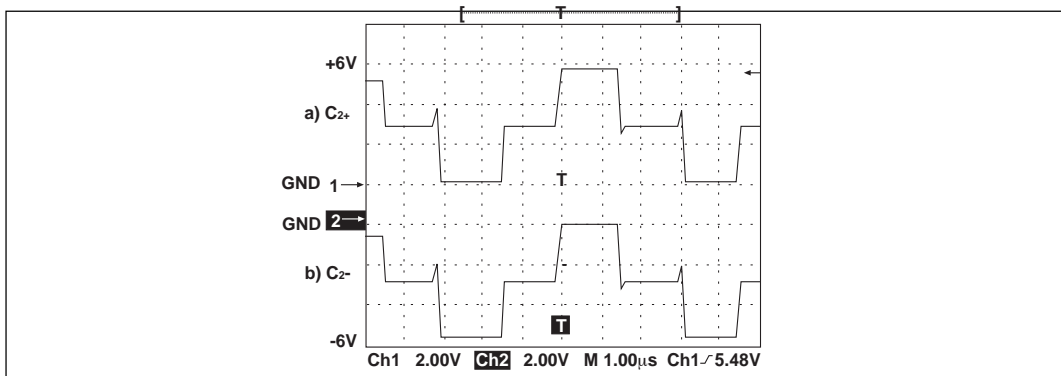 [ T ]
+6V
a) C2+
GND 1
T
GND 2
b) C2-
T
-6V
Ch1 2.00V Ch2 2.00V M 1.00μs Ch1 5.48V